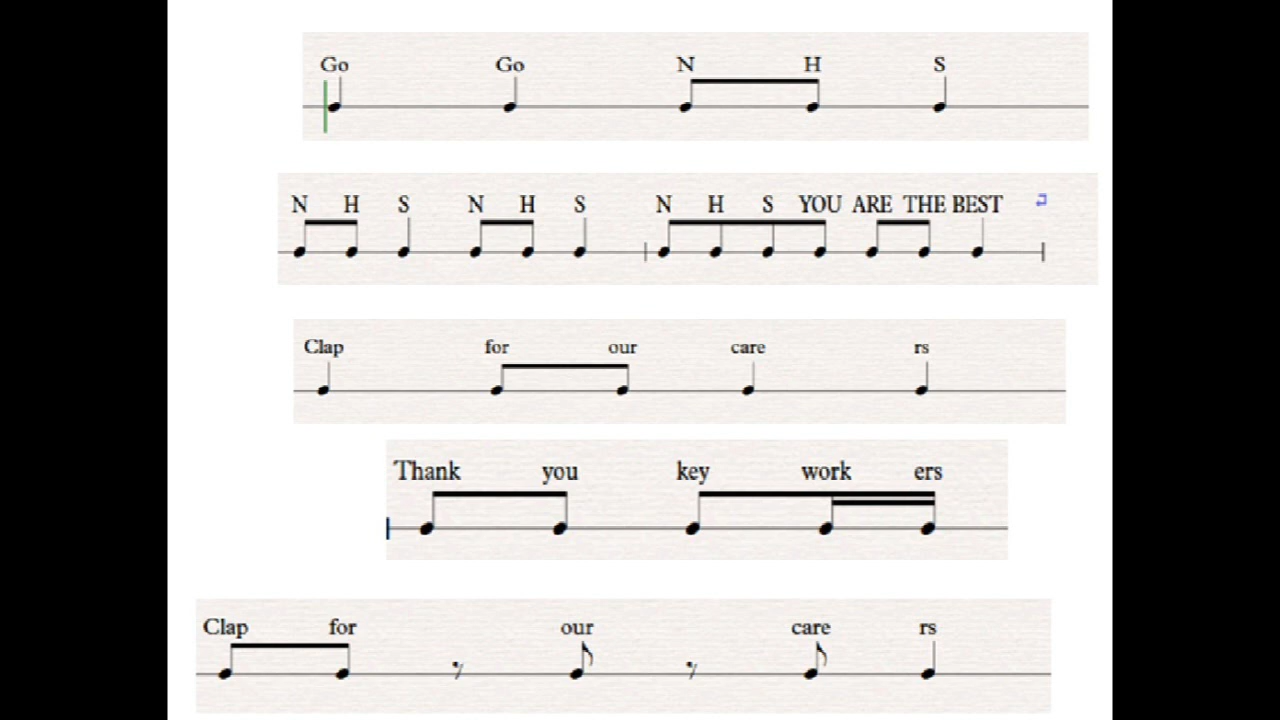 Go Go N H S
N H S N H S N H S YOU ARE THE BEST
Clap for our care rs
Thank you key work ers
Clap for our care rs